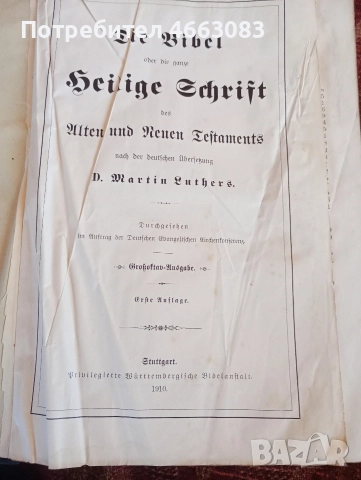 Потребител 4663083
Die Bibel
oder die ganze
Heilige Schrift
des
Alten und Neuen Testaments
nach der deutschen Übersetzung
D. Martin Luthers.
Durchgesehen
im Auftrag der Deutschen Evangelischen Kirchenkonferenz
Großoktav-Ausgabe.
Erste Auflage.
Stuttgart.
Privilegierte Württembergische Bibelanstalt.
1910.
BAZAR